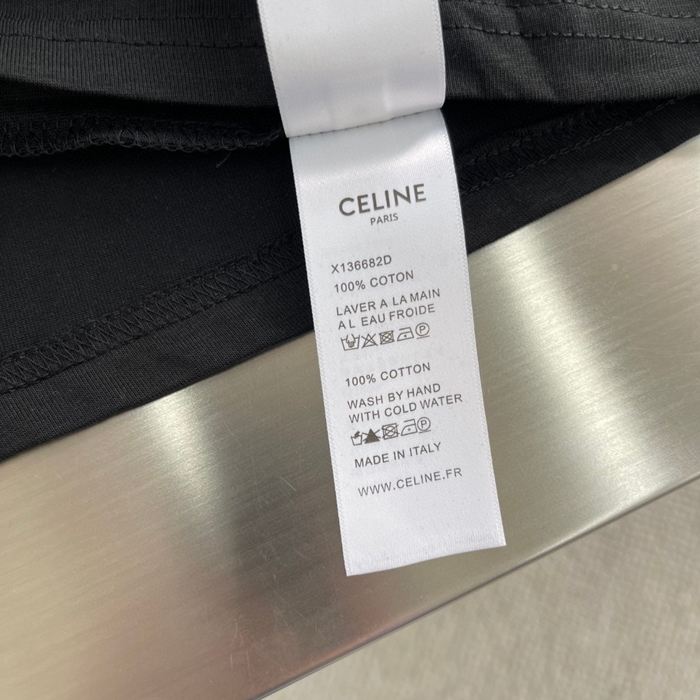 CELINE
PARIS
X136682D
100% COTON
LAVER A LA MAIN
A L EAU FROIDE
P
100% COTTON
WASH BY HAND
WITH COLD WATER
P
MADE IN ITALY
WWW.CELINE.FR